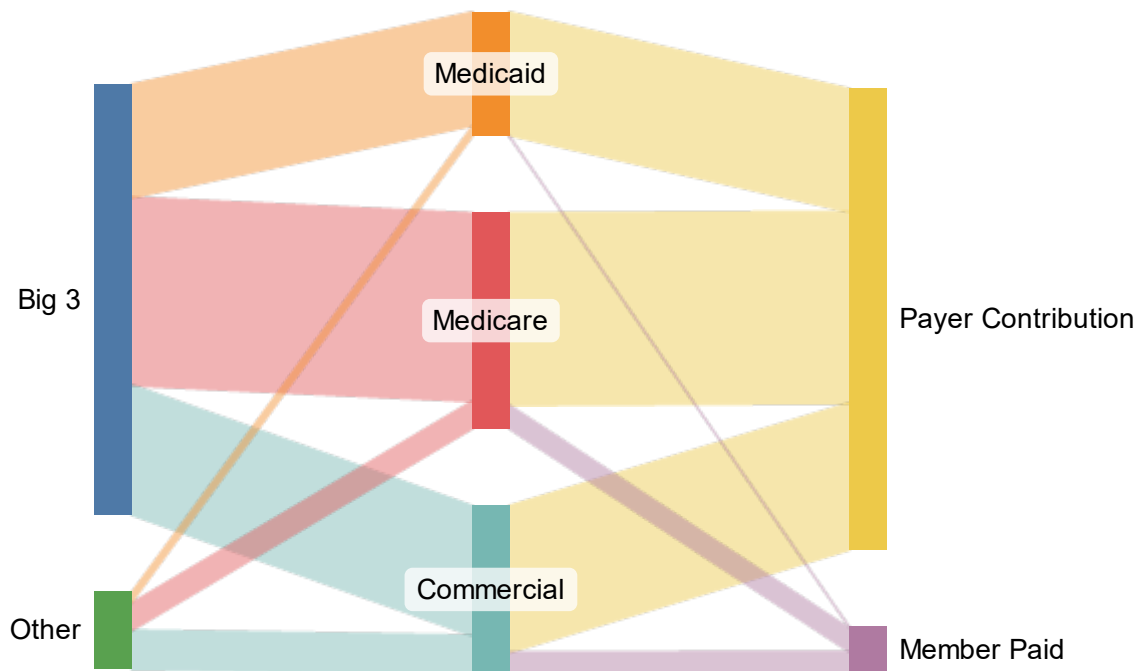 Medicaid
Big 3
Medicare
Payer Contribution
Commercial
Other
Member Paid